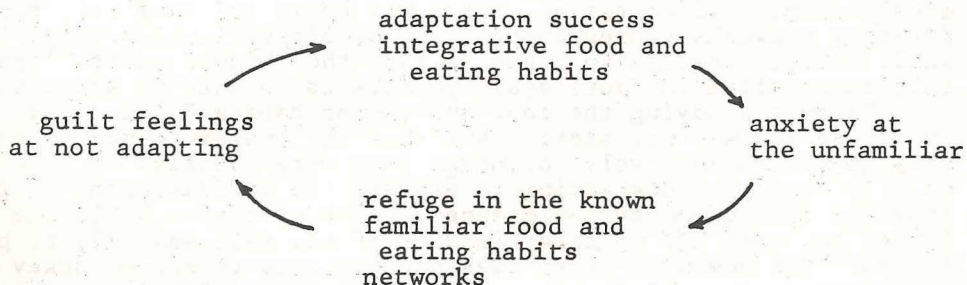 adaptation success
integrative food and
eating habits
guilt feelings
at not adapting
anxiety at
the unfamiliar
refuge in the known
familiar food and
eating habits
networks